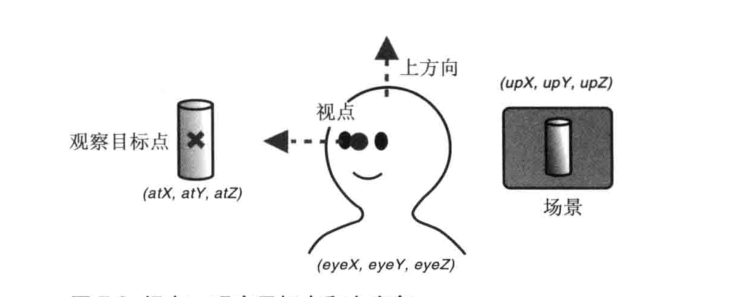 上方向
(upX, upY, upZ)
视点
观察目标点
(atX, atY, atZ)
场景
(eyeX, eyeY, eyeZ)